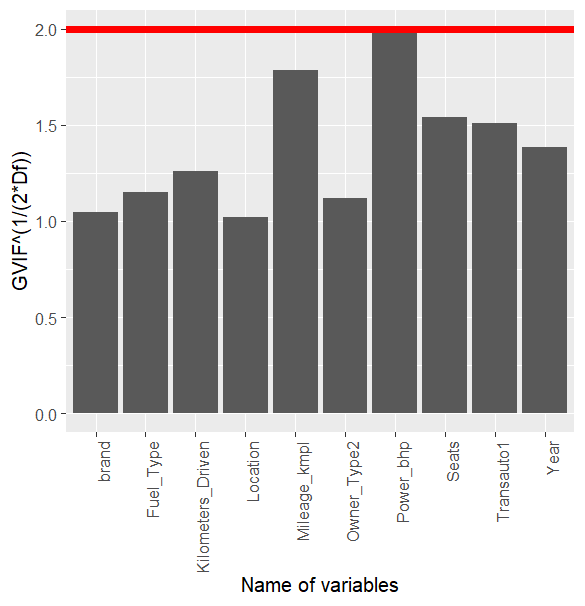 GVIF^(1/(2*Df))
2.0
1.5
1.0
0.5
0.0
brand
Fuel_Type
Kilometers_Driven
Location
Mileage_kmpl
Owner_Type2
Power_bhp
Seats
Transauto1
Year
Name of variables